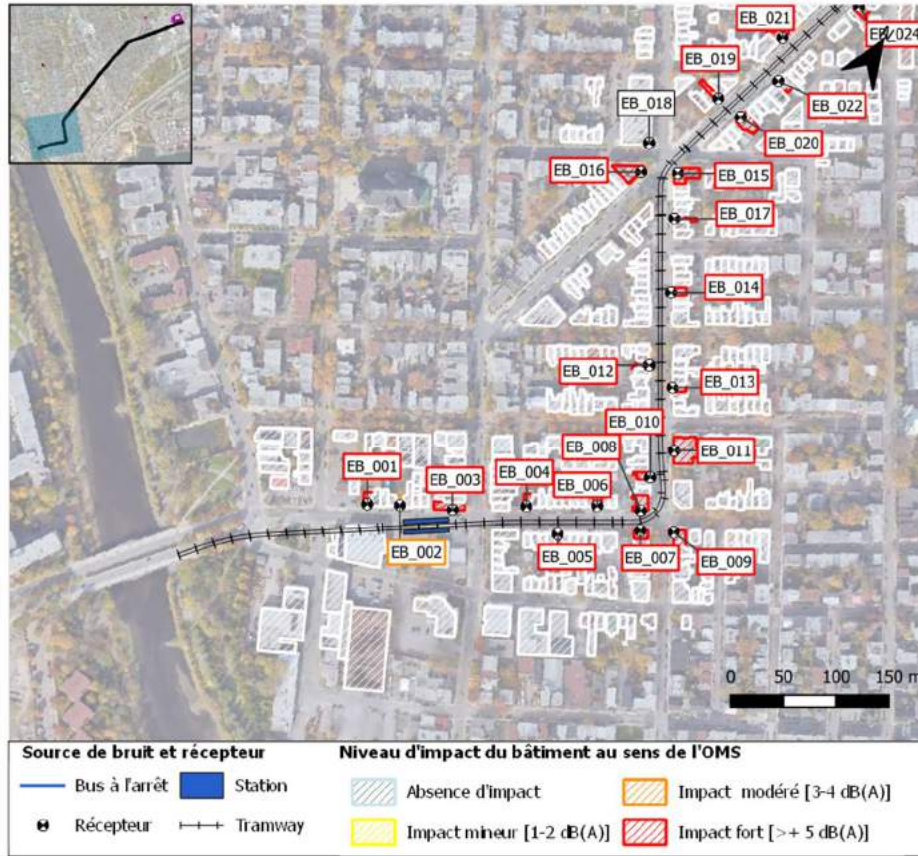 EB_021
EB_024
EB_019
EB_018
EB_022
EB_020
EB_016
EB_015
EB_017
EB_014
EB_012
EB_013
EB_010
EB_008
EB_011
EB_001
EB_003
EB_004
EB_006
EB_002
EB_005
EB_007
EB_009
0 50 100 150 m
Source de bruit et récepteur
Bus à l'arrêt
Station
Récepteur
Tramway
Niveau d'impact du bâtiment au sens de l'OMS
Absence d'impact
Impact modéré [3-4 dB(A)]
Impact mineur [1-2 dB(A)]
Impact fort [>+ 5 dB(A)]